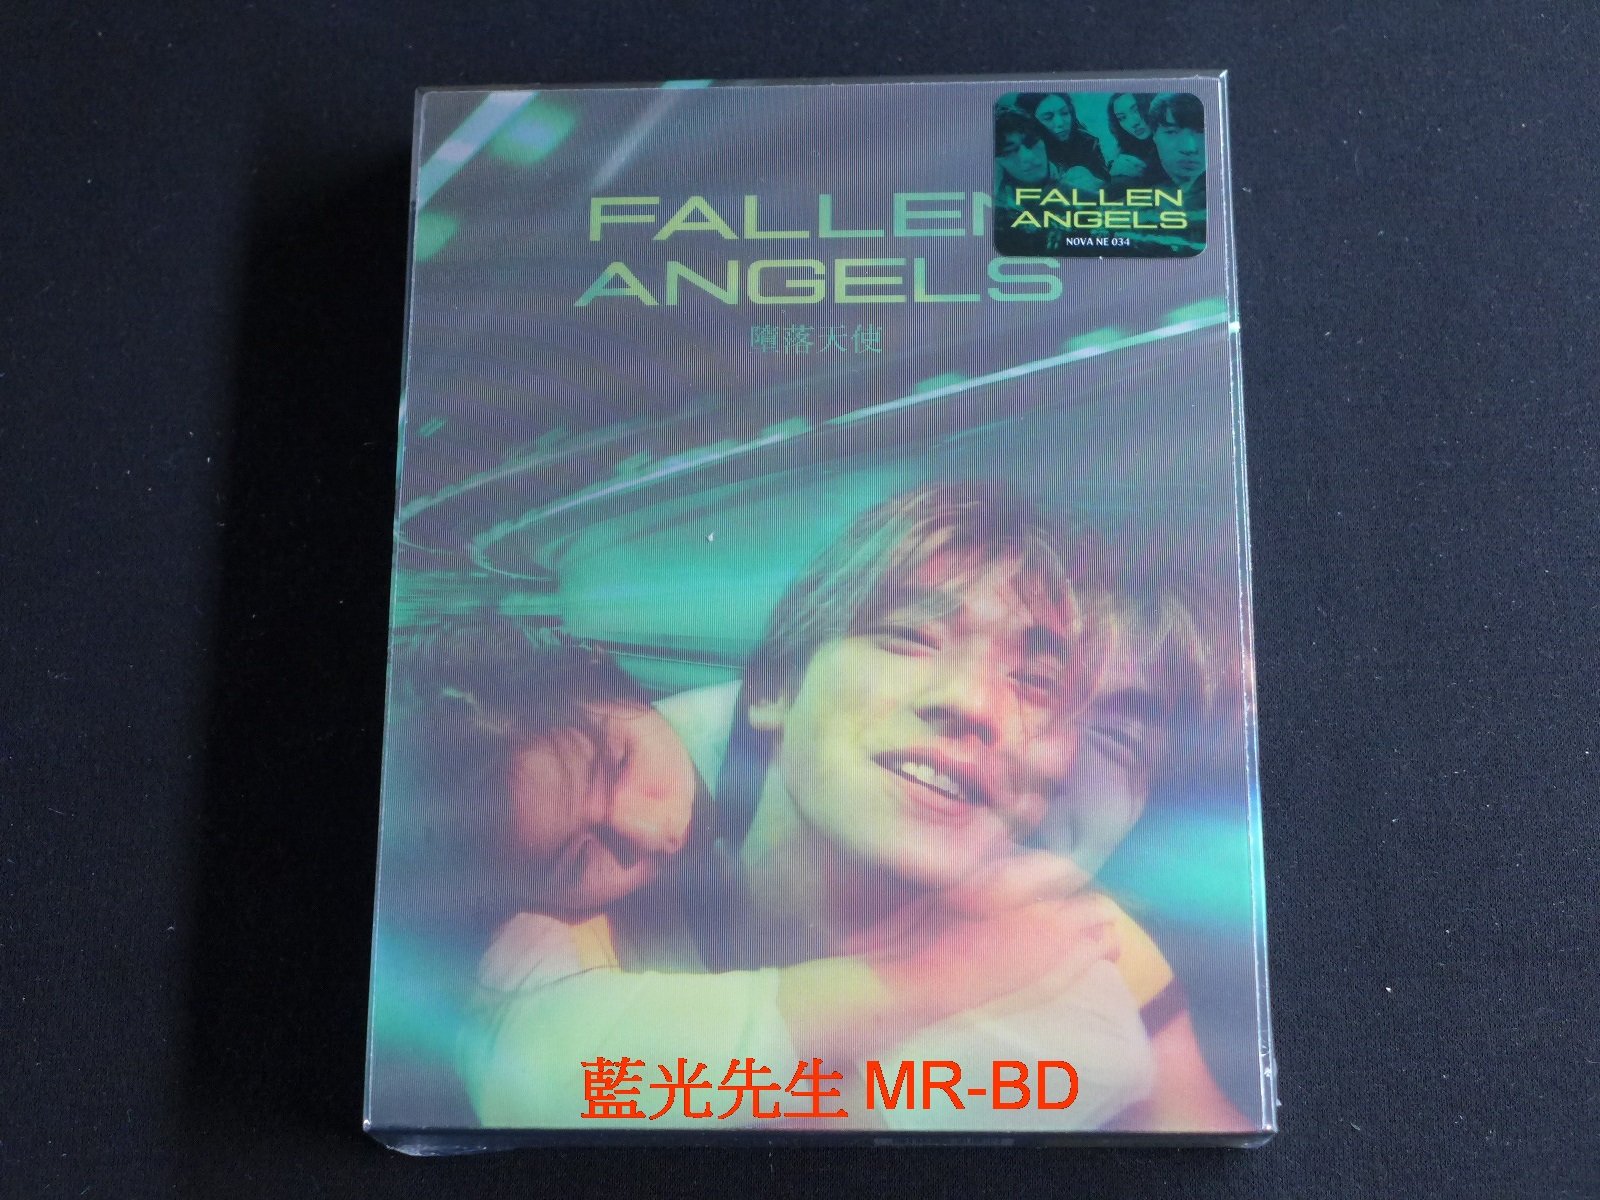 FALLEN
ANGELS
墮落天使
FALLEN
ANGELS
NOVA NE 034
藍光先生 MR-BD